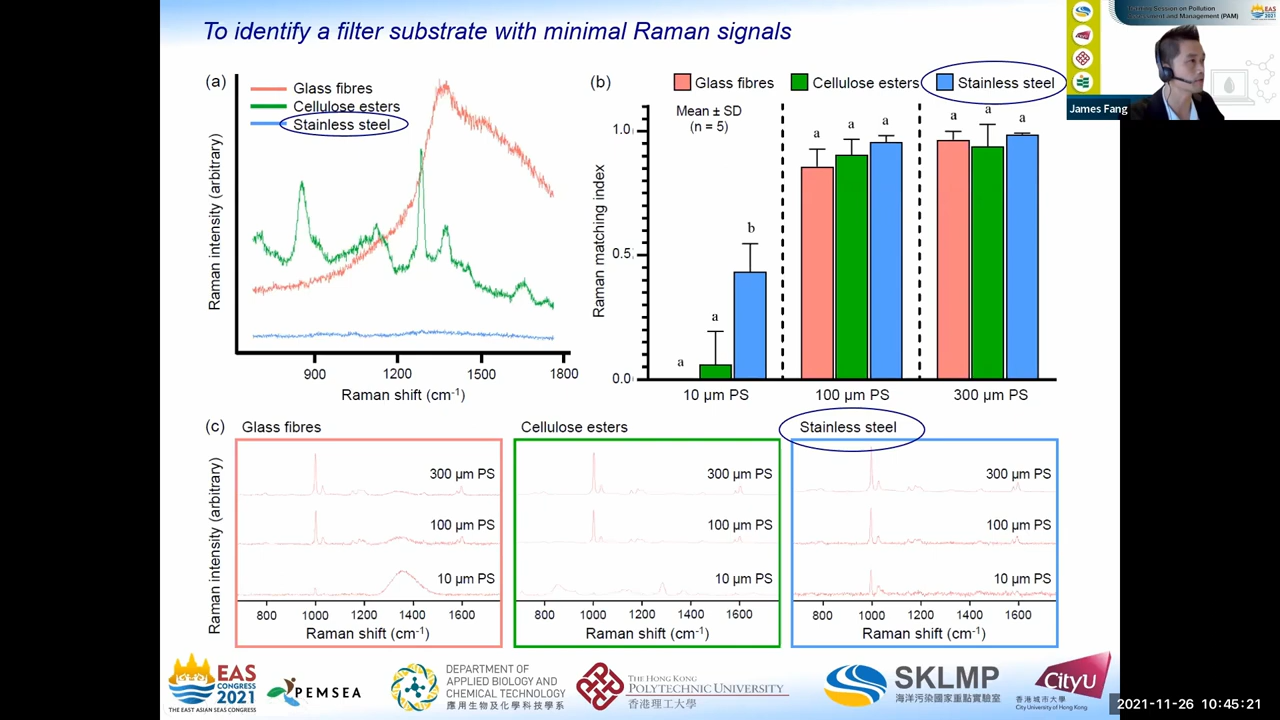 To identify a filter substrate with minimal Raman signals
(a)
Glass fibres
Cellulose esters
Stainless steel
Raman intensity (arbitrary)
900
1200
1500
1800
Raman shift (cm-1)
(b)
Glass fibres
Cellulose esters
Stainless steel
Mean ± SD
(n = 5)
Raman matching index
1.0
0.5
0.0
a
a
b
a
a
a
a
a
a
10 µm PS
100 µm PS
300 µm PS
(c)
Glass fibres
Cellulose esters
Stainless steel
Raman intensity (arbitrary)
300 µm PS
100 µm PS
10 µm PS
800
1000
1200
1400
1600
Raman shift (cm-1)
300 µm PS
100 µm PS
10 µm PS
800
1000
1200
1400
1600
Raman shift (cm-1)
300 µm PS
100 µm PS
10 µm PS
800
1000
1200
1400
1600
Raman shift (cm-1)
EAS
CONGRESS
2021
THE EAST ASIAN SEAS CONGRESS
PEMSEA
DEPARTMENT OF
APPLIED BIOLOGY AND
CHEMICAL TECHNOLOGY
應用生物及化學科技學系
THE HONG KONG
POLYTECHNIC UNIVERSITY
香港理工大學
SKLMP
海洋污染國家重點實驗室
CityU
香港城市大學
City University of Hong Kong
Session on Pollution
and Management (PAM)
EAS
2021
James Fang
2021-11-26 10:45:21